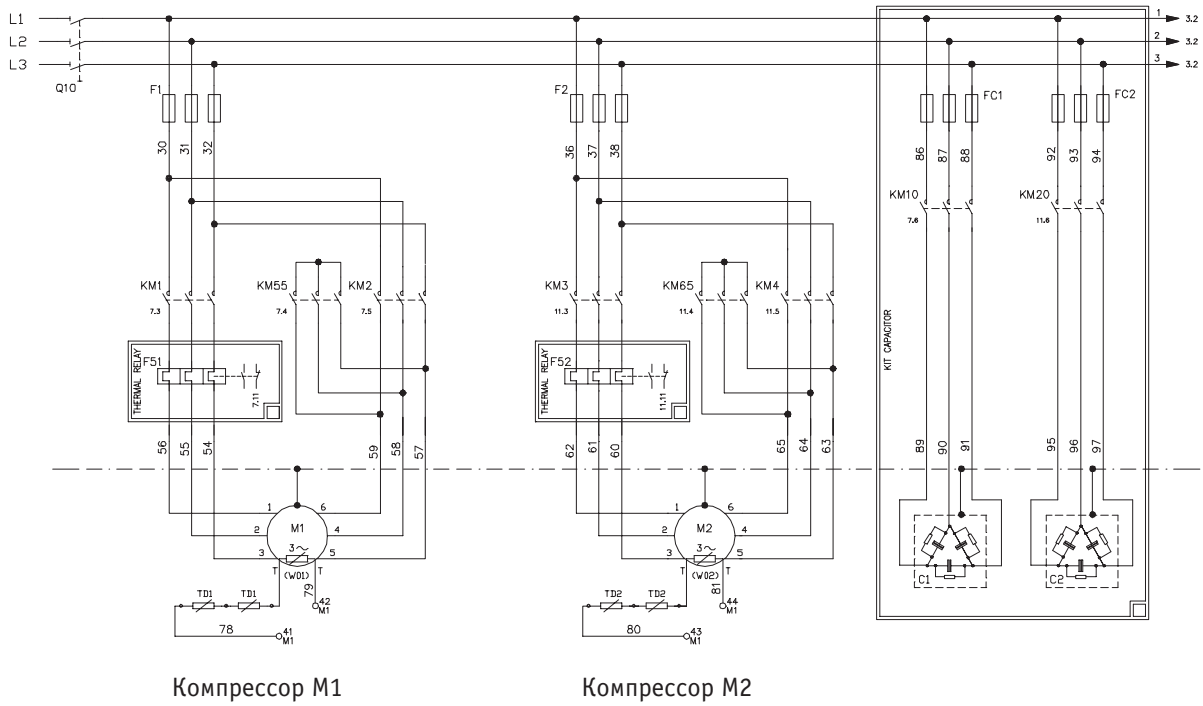 L1
L2
L3
Q10
1 3.2
2 3.2
3 3.2
F1
F2
FC1
FC2
30 31 32
36 37 38
86 87 88
92 93 94
KM10
7.6
KM20
11.6
KM1
7.3
KM55
7.4
KM2
7.5
KM3
11.3
KM65
11.4
KM4
11.5
KIT CAPACITOR
THERMAL RELAY
F51
7.11
THERMAL RELAY
F52
11.11
56 55 54
59 58 57
62 61 60
65 64 63
89 90 91
95 96 97
1 6
2 M1 4
3 3~ 5
T (W01) T
1 6
2 M2 4
3 3~ 5
T (W02) T
C1
C2
TD1 TD1
79
42
M1
78
41
M1
TD2 TD2
81
44
M1
80
43
M1
Компрессор М1
Компрессор М2